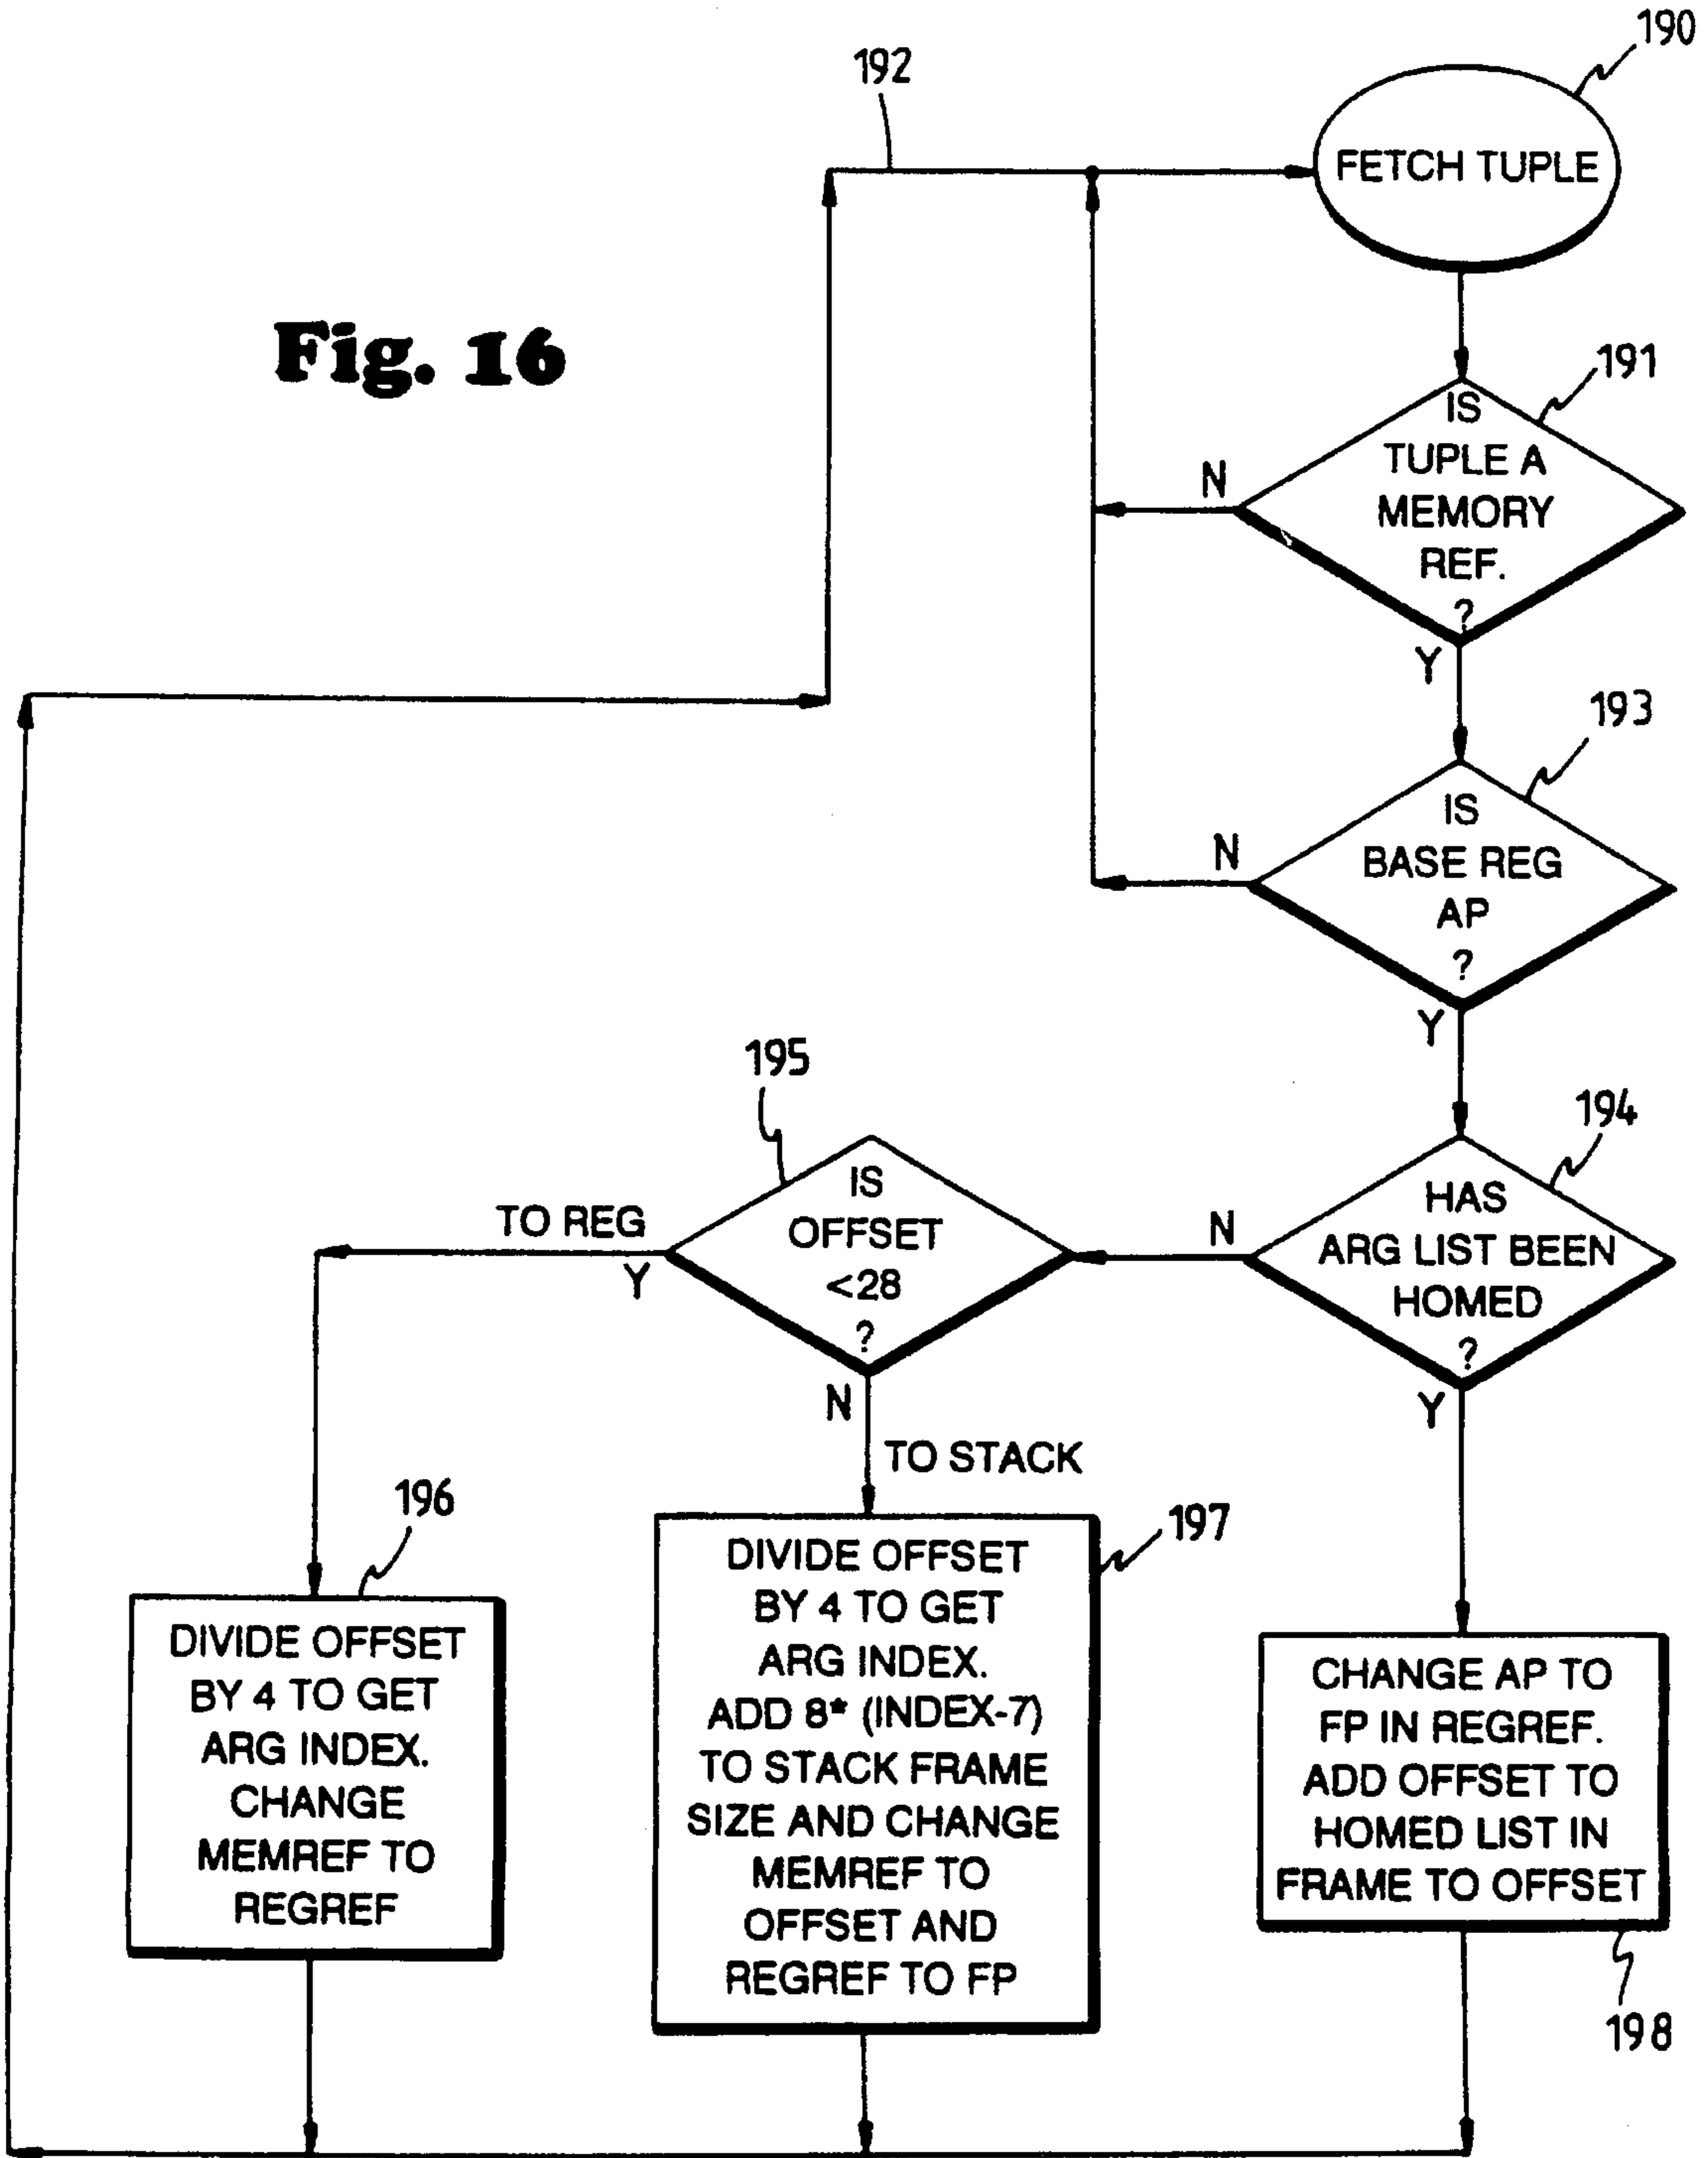 190
192
FETCH TUPLE
Fig. 16
191
IS
TUPLE A
MEMORY
REF.
?
N
Y
193
IS
BASE REG
AP
?
N
Y
195
194
IS
OFFSET
<28
?
TO REG
Y
N
TO STACK
HAS
ARG LIST BEEN
HOMED
?
N
Y
196
197
DIVIDE OFFSET
BY 4 TO GET
ARG INDEX.
CHANGE
MEMREF TO
REGREF
DIVIDE OFFSET
BY 4 TO GET
ARG INDEX.
ADD 8* (INDEX-7)
TO STACK FRAME
SIZE AND CHANGE
MEMREF TO
OFFSET AND
REGREF TO FP
CHANGE AP TO
FP IN REGREF.
ADD OFFSET TO
HOMED LIST IN
FRAME TO OFFSET
198